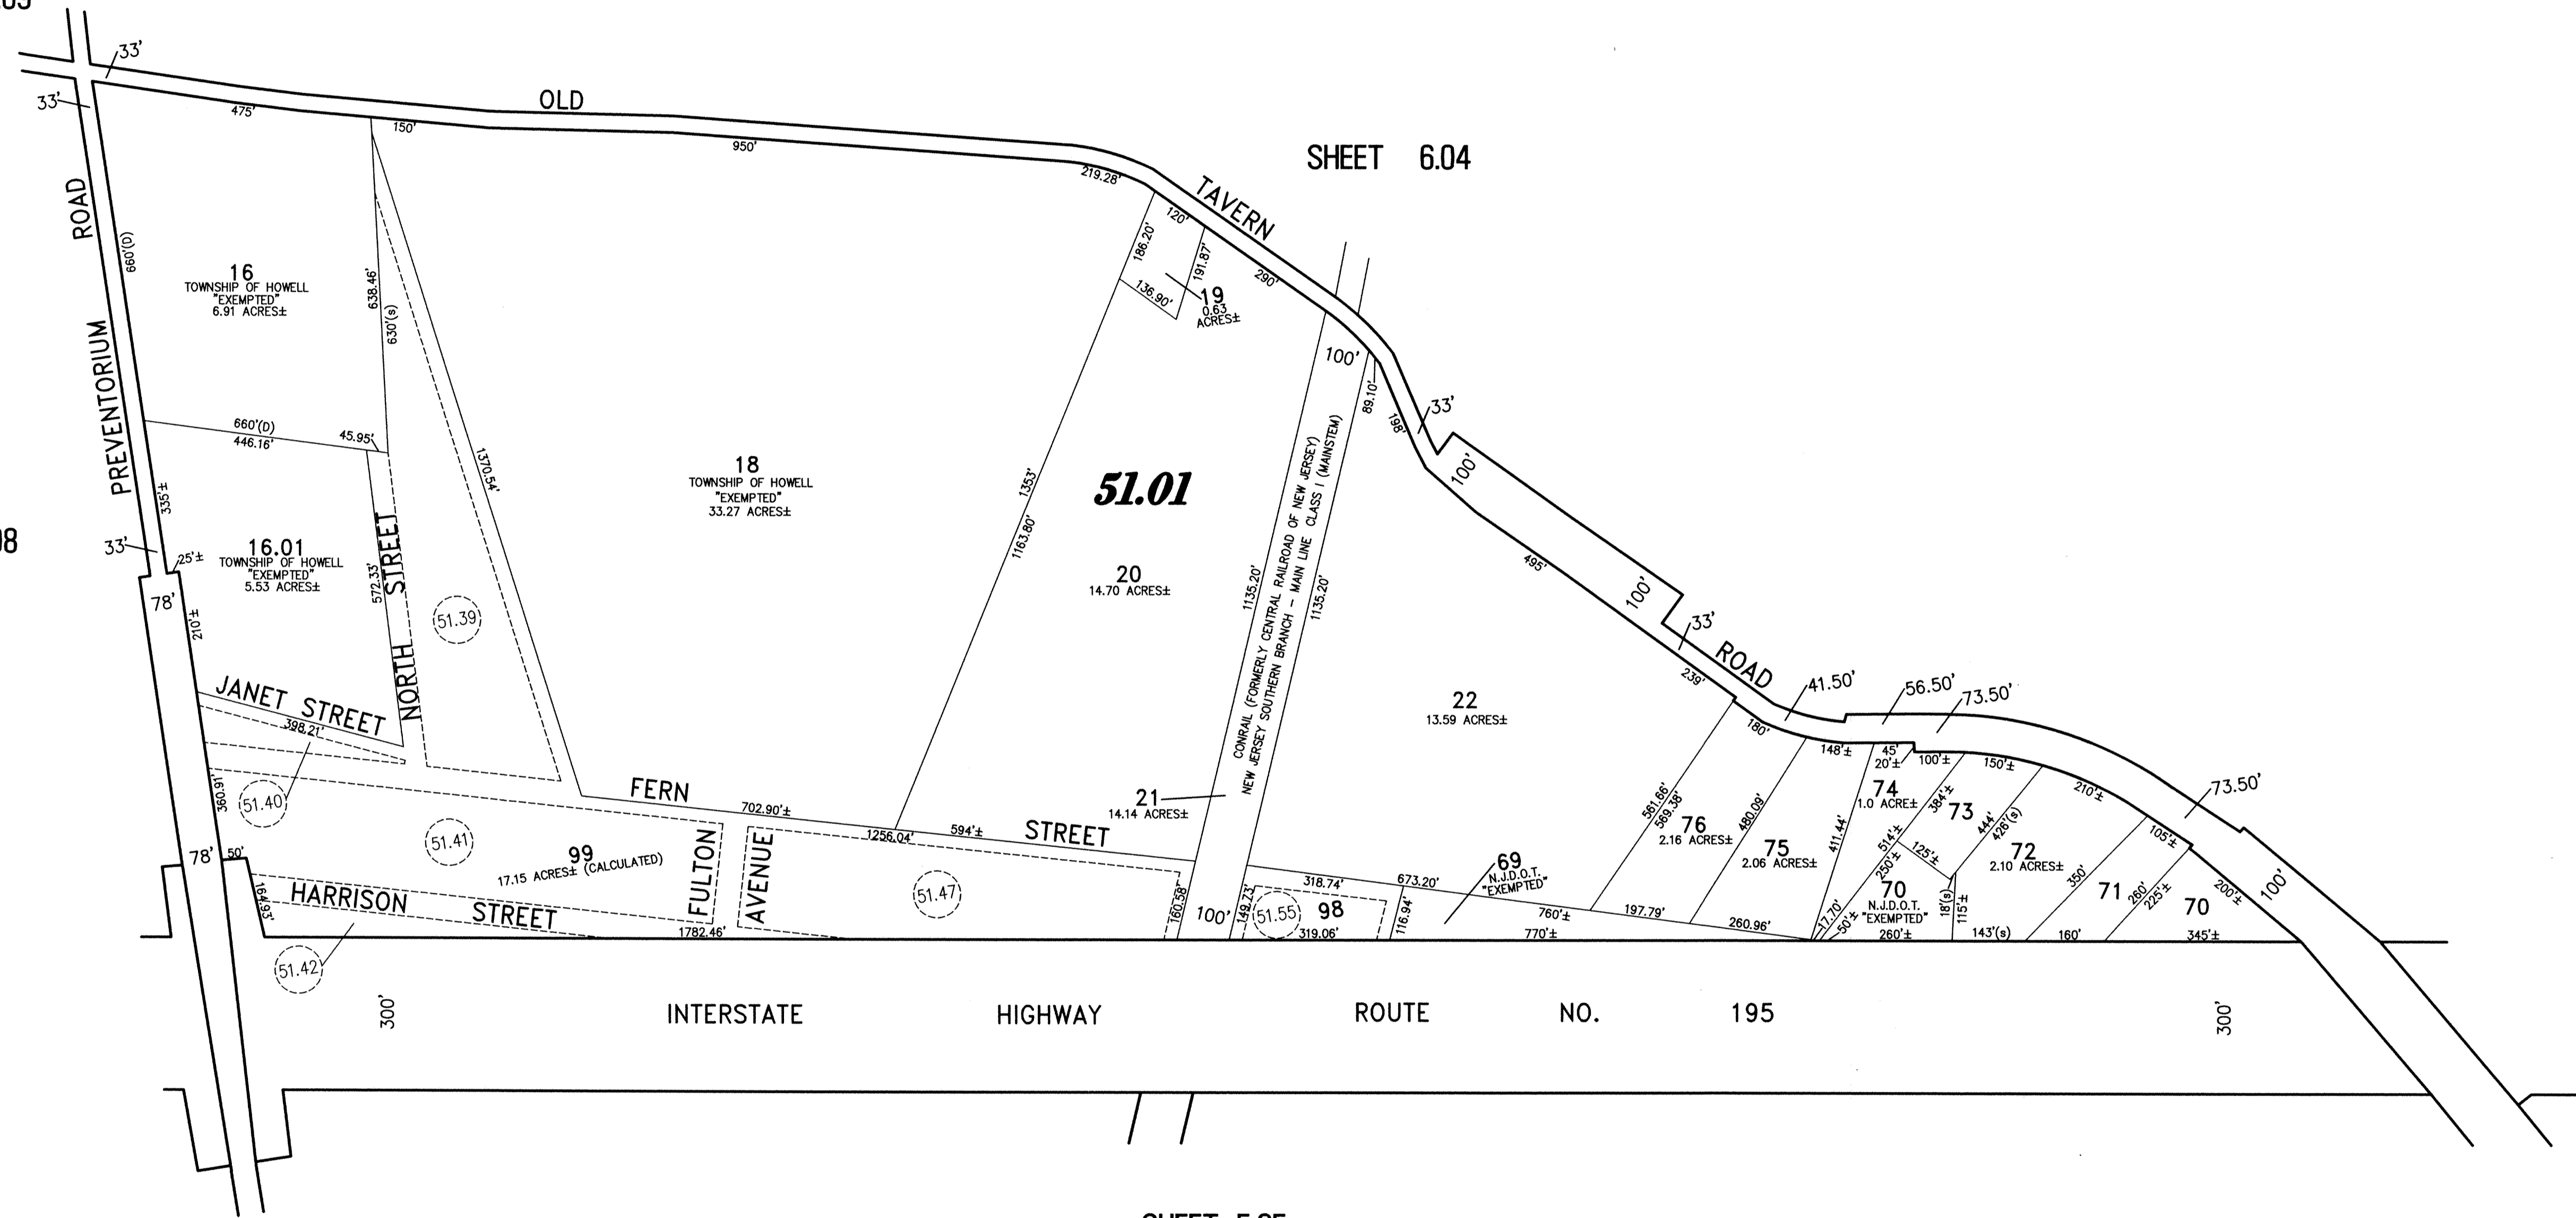 33'
33'
OLD
475'
150'
950'
219.28'
SHEET 6.04
TAVERN
ROAD
PREVENTORIUM
660'(D)
16
TOWNSHIP OF HOWELL
"EXEMPTED"
6.91 ACRES±
638.46'
630'(s)
120'
186.20'
191.87'
136.90'
290'
19
0.63
ACRES±
100'
89.10'
198'
33'
100'
660'(D)
446.16'
45.95'
1370.54'
18
TOWNSHIP OF HOWELL
"EXEMPTED"
33.27 ACRES±
1353'
1163.80'
51.01
20
14.70 ACRES±
1135.20'
CONRAIL (FORMERLY CENTRAL RAILROAD OF NEW JERSEY)
NEW JERSEY SOUTHERN BRANCH - MAIN LINE CLASS I (MAINSTEM)
1135.20'
335'±
33'
25'±
16.01
TOWNSHIP OF HOWELL
"EXEMPTED"
5.53 ACRES±
572.33'
NORTH STREET
51.39
78'
210'±
495'
100'
33'
239'
ROAD
22
13.59 ACRES±
41.50'
56.50'
73.50'
180'
148'±
45'
20'±
100'±
150'±
210'±
73.50'
JANET STREET
398.21'
360.91'
51.40
51.41
FERN
702.90'±
594'±
1256.04'
STREET
21
14.14 ACRES±
99
17.15 ACRES± (CALCULATED)
FULTON
AVENUE
51.47
561.66'
569.38'
76
2.16 ACRES±
480.09'
75
2.06 ACRES±
411.44'
74
1.0 ACRE±
384'±
73
514'±
250'±
125'±
444'
426'(s)
72
2.10 ACRES±
350'
105'±
71
260'
225'±
70
200'±
100'
78'
50'
164.93'
HARRISON STREET
1782.46'
51.42
160.58'
100'
149.73'
51.55
318.74'
98
319.06'
116.94'
673.20'
69
N.J.D.O.T.
"EXEMPTED"
760'±
770'±
197.79'
260.96'
17.70'
50'±
70
N.J.D.O.T.
"EXEMPTED"
260'±
18'(s)
115'±
143'(s)
160'
345'±
300'
INTERSTATE HIGHWAY ROUTE NO. 195
300'